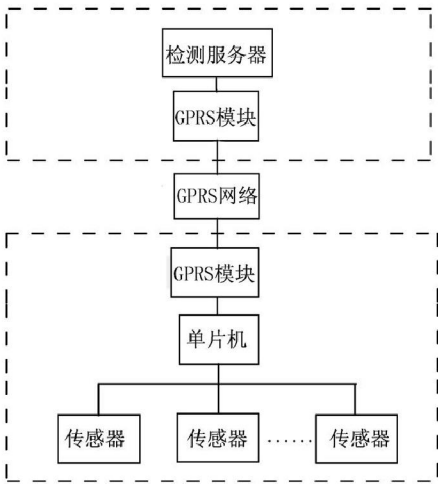 检测服务器
GPRS模块
GPRS网络
GPRS模块
单片机
传感器 传感器 ...... 传感器